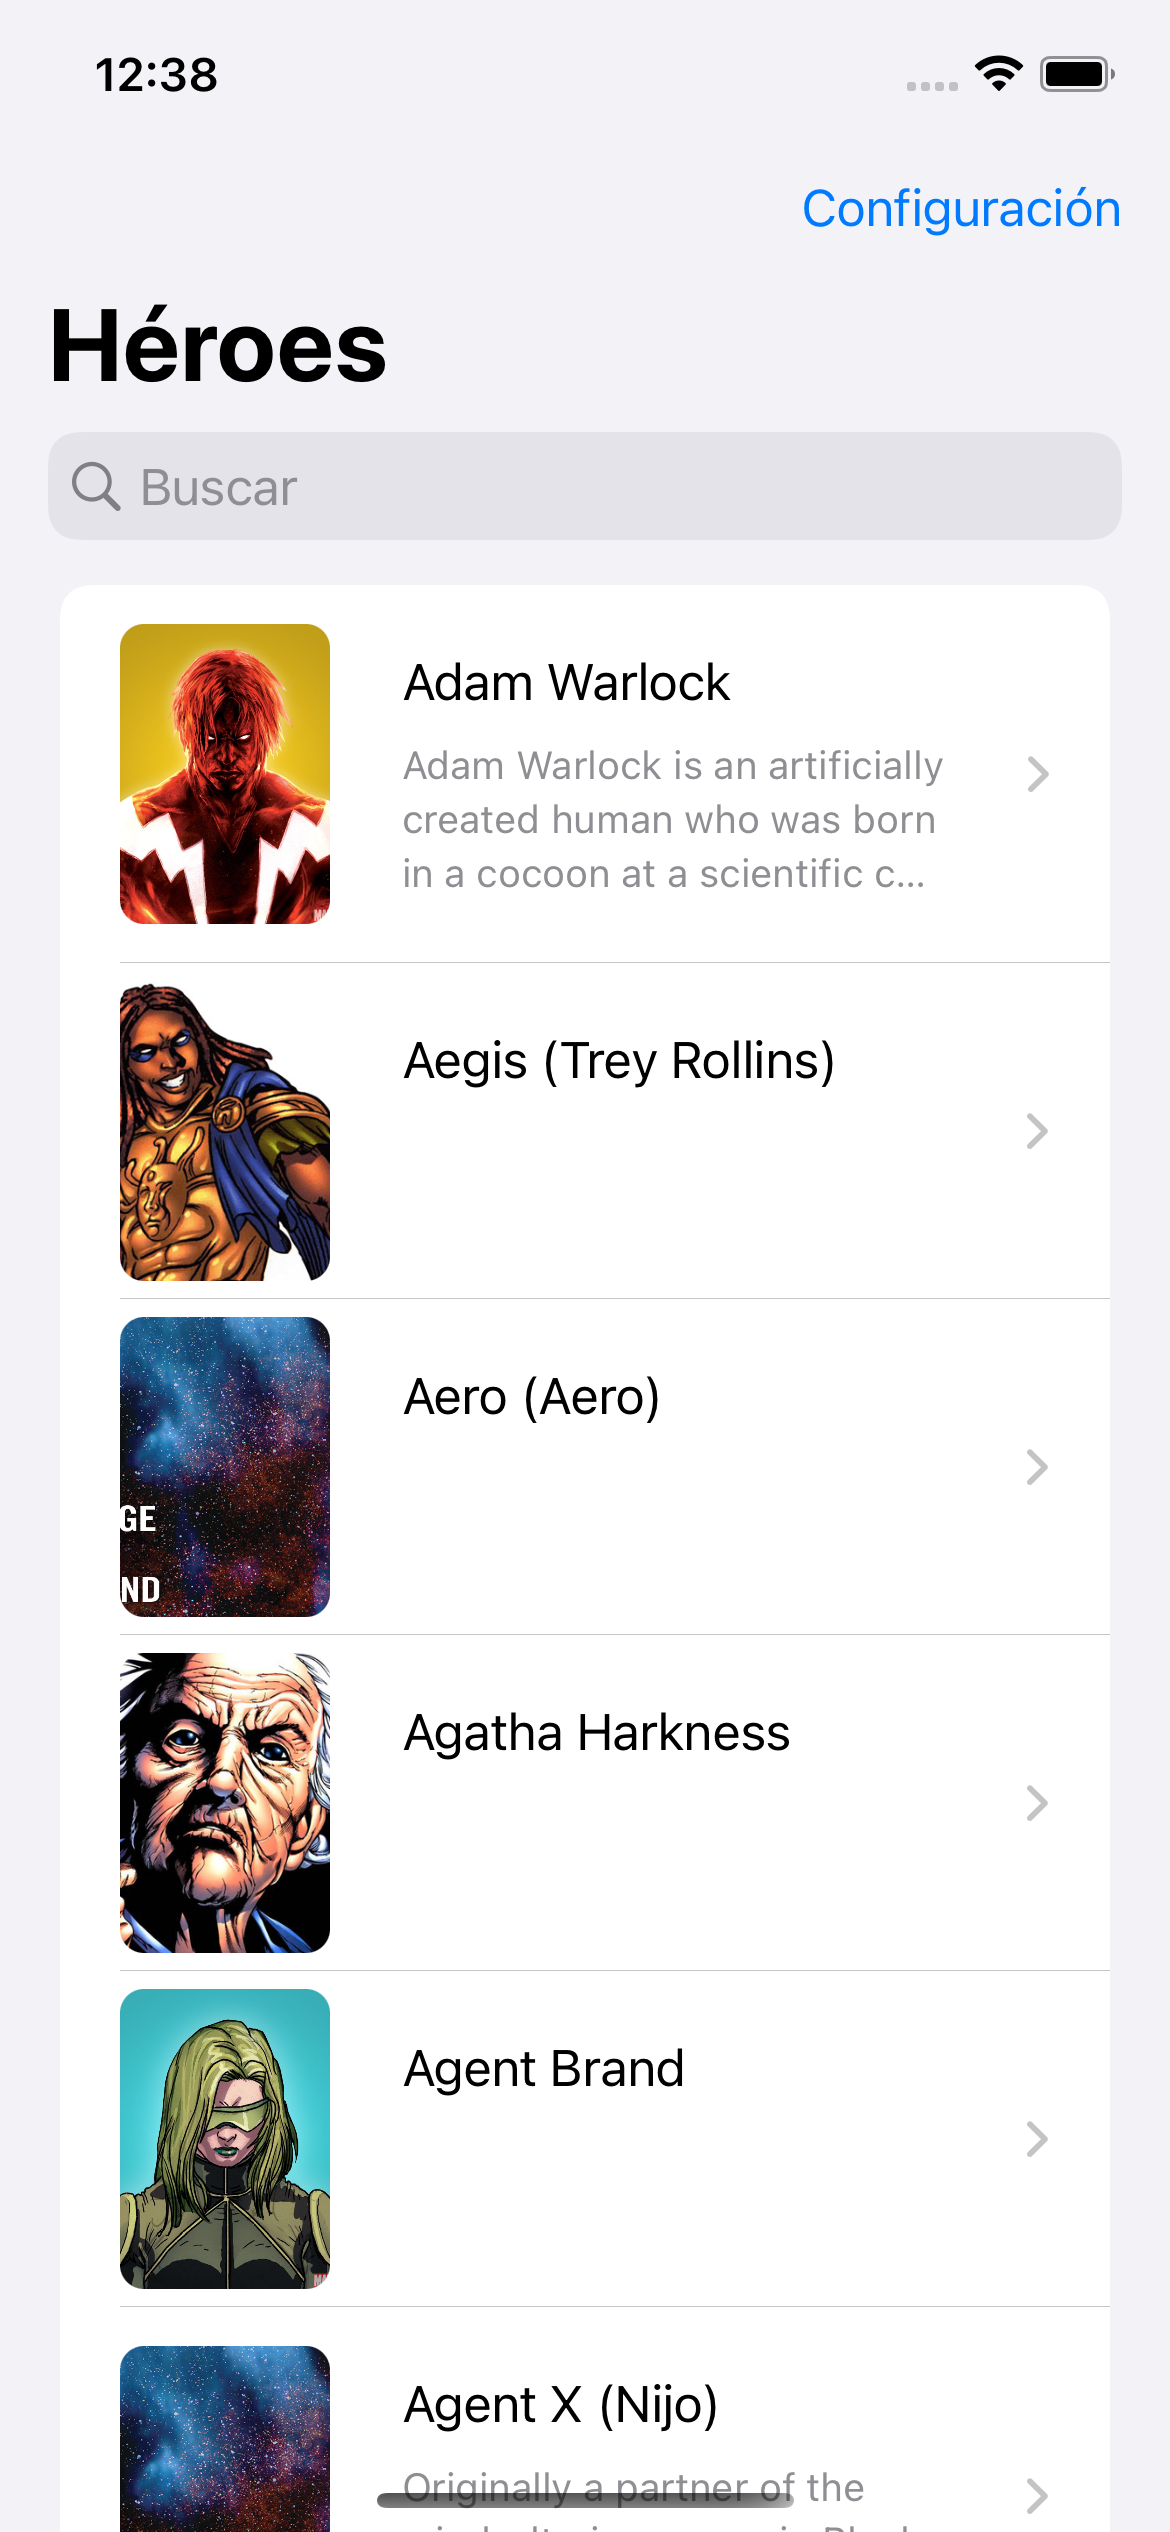 12:38
Configuración
Héroes
Buscar
Adam Warlock
Adam Warlock is an artificially
created human who was born
in a cocoon at a scientific c...
Aegis (Trey Rollins)
Aero (Aero)
GE
ND
Agatha Harkness
Agent Brand
Agent X (Nijo)
Originally a partner of the